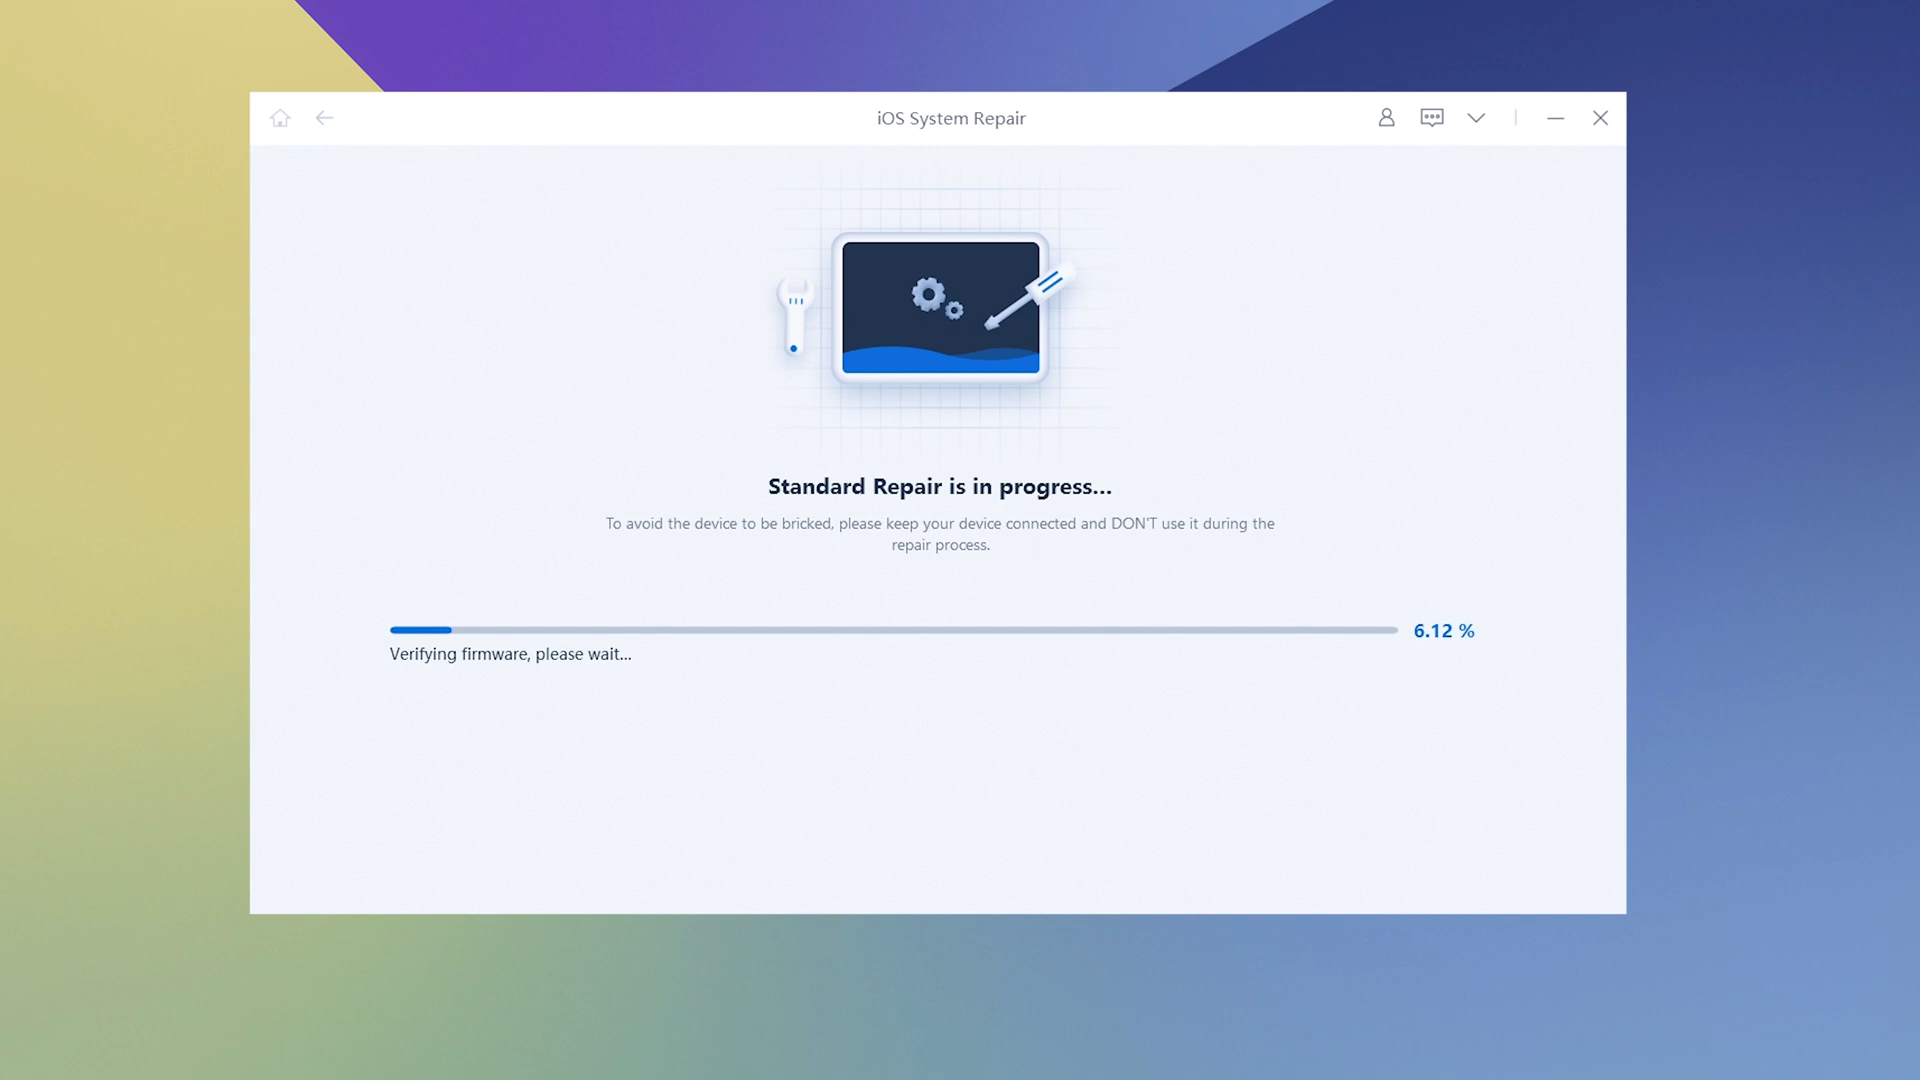 iOS System Repair
Standard Repair is in progress...
To avoid the device to be bricked, please keep your device connected and DON'T use it during the
repair process.
6.12 %
Verifying firmware, please wait...